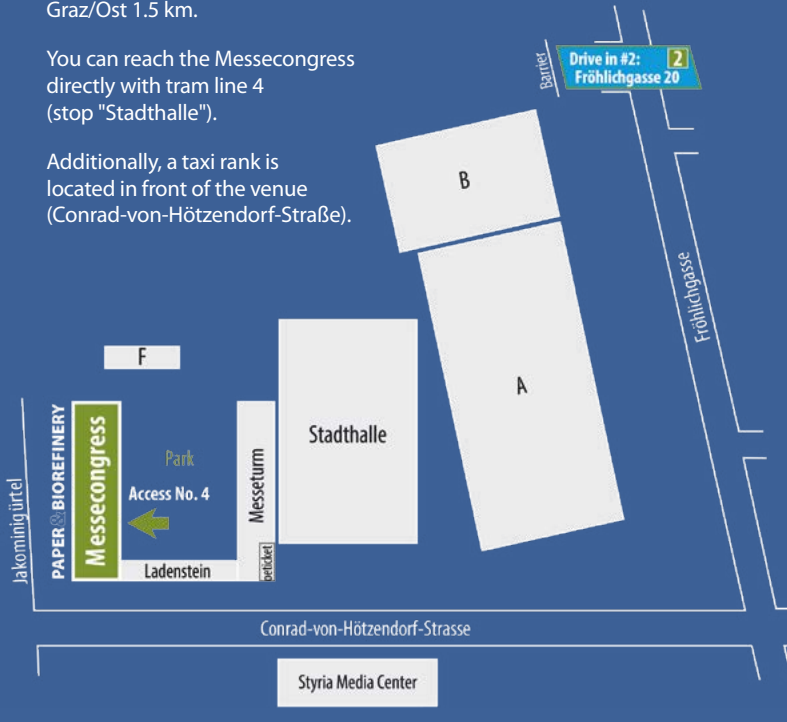 Graz/Ost 1.5 km.
You can reach the Messecongress
directly with tram line 4
(stop "Stadthalle").
Additionally, a taxi rank is
located in front of the venue
(Conrad-von-Hötzendorf-Straße).
Barrier
Drive in #2: 2
Fröhlichgasse 20
B
Fröhlichgasse
A
F
Stadthalle
Jakominigürtel
PAPER & BIOREFINERY
Messecongress
Park
Access No. 4
Messeturm
Ladenstein
oeticket
Conrad-von-Hötzendorf-Strasse
Styria Media Center